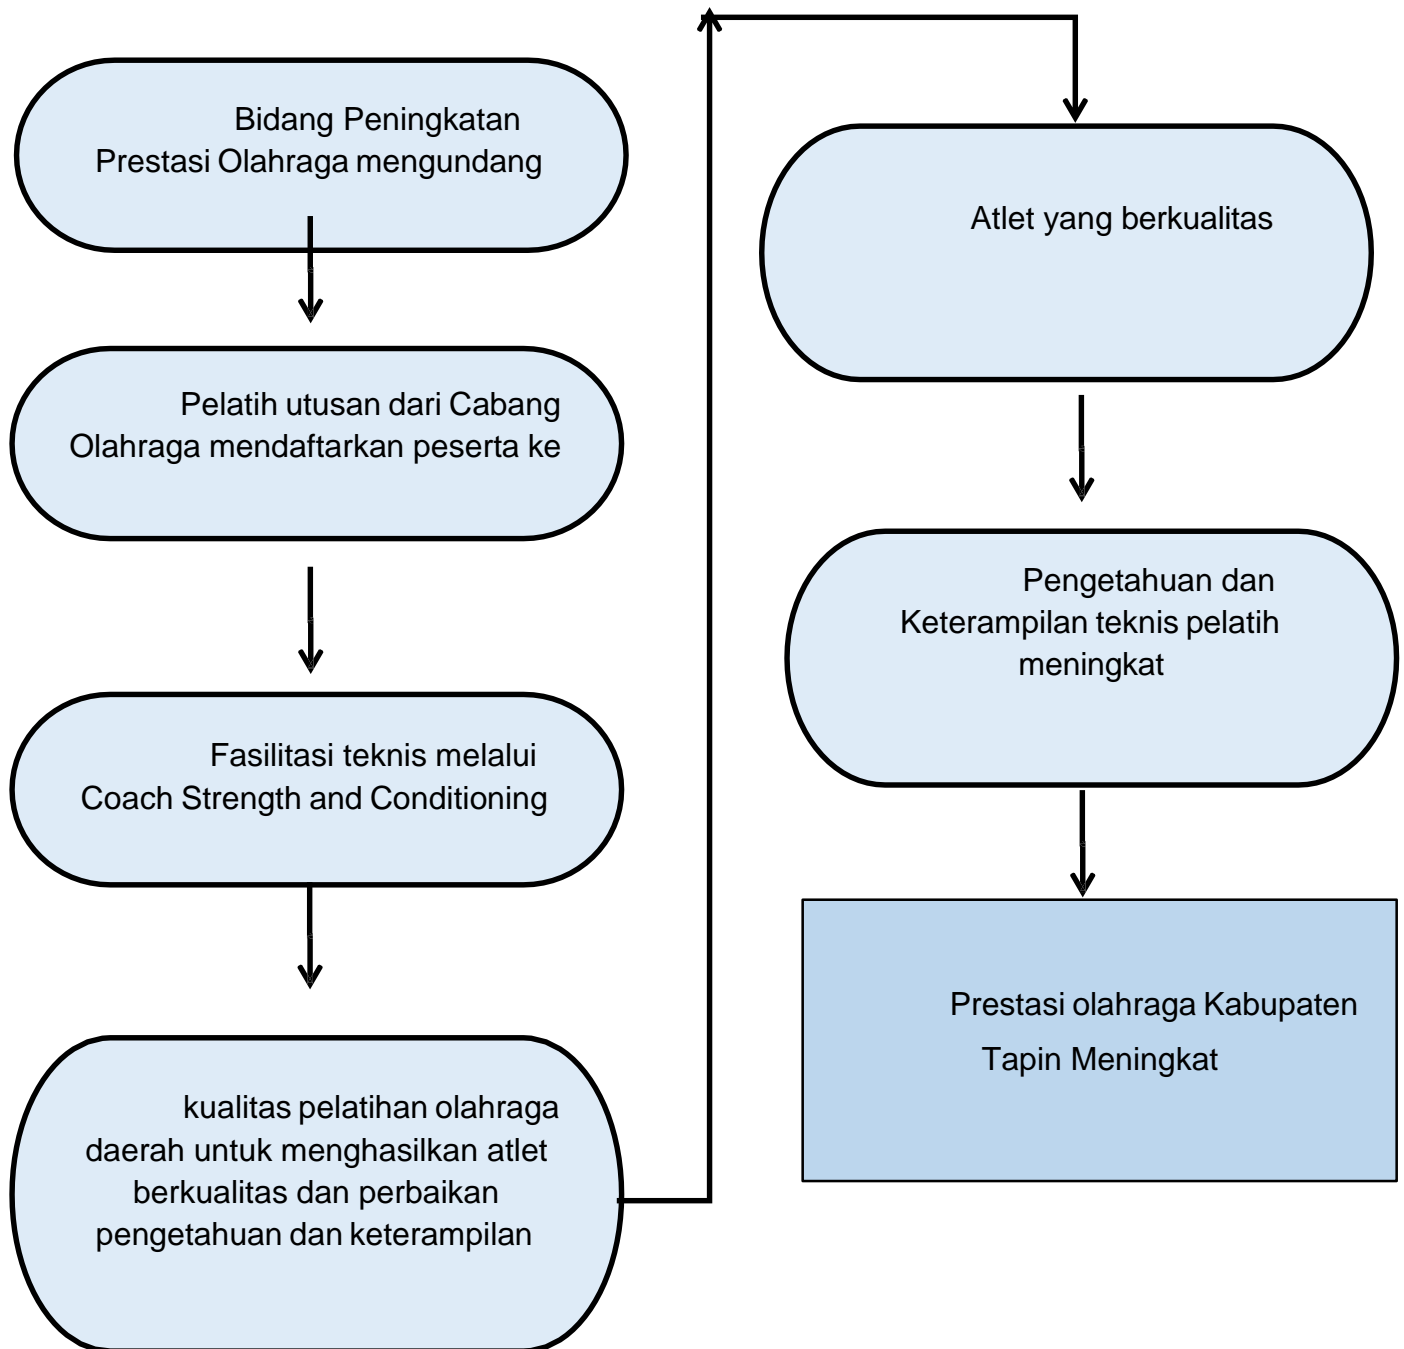 Bidang Peningkatan
Prestasi Olahraga mengundang
Pelatih utusan dari Cabang
Olahraga mendaftarkan peserta ke
Fasilitasi teknis melalui
Coach Strength and Conditioning
kualitas pelatihan olahraga
daerah untuk menghasilkan atlet
berkualitas dan perbaikan
pengetahuan dan keterampilan
Atlet yang berkualitas
Pengetahuan dan
Keterampilan teknis pelatih
meningkat
Prestasi olahraga Kabupaten
Tapin Meningkat